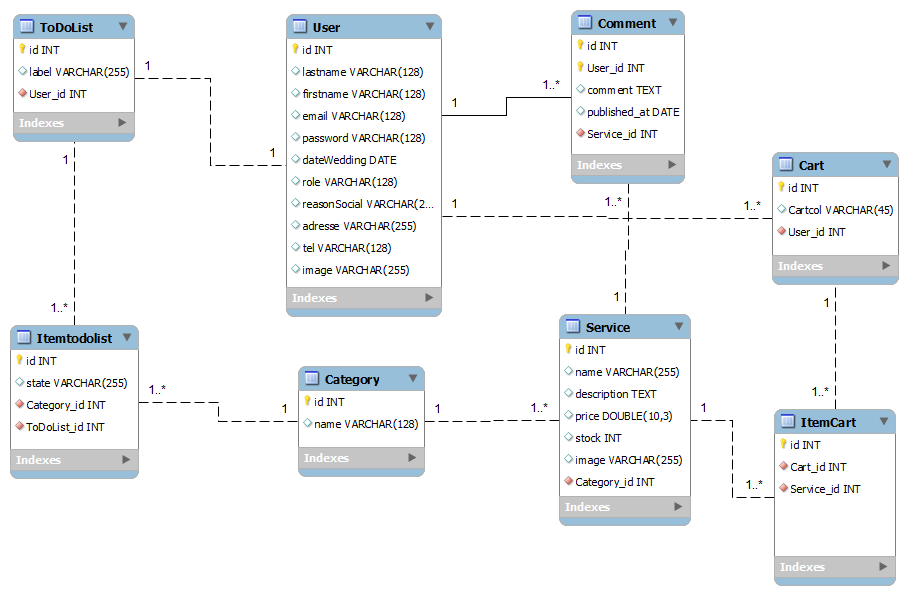 ToDoList
id INT
label VARCHAR(255)
User_id INT
Indexes
User
id INT
lastname VARCHAR(128)
firstname VARCHAR(128)
email VARCHAR(128)
password VARCHAR(128)
dateWedding DATE
role VARCHAR(128)
reasonSocial VARCHAR(2...
adresse VARCHAR(255)
tel VARCHAR(128)
image VARCHAR(255)
Indexes
Comment
id INT
User_id INT
comment TEXT
published_at DATE
Service_id INT
Indexes
Cart
id INT
Cartcol VARCHAR(45)
User_id INT
Indexes
1
1
1
1..*
1
1..*
1..*
1
1
1..*
1
1..*
Itemtodolist
id INT
state VARCHAR(255)
Category_id INT
ToDoList_id INT
Indexes
1..*
1
Category
id INT
name VARCHAR(128)
Indexes
1
1..*
Service
id INT
name VARCHAR(255)
description TEXT
price DOUBLE(10,3)
stock INT
image VARCHAR(255)
Category_id INT
Indexes
1
1..*
ItemCart
id INT
Cart_id INT
Service_id INT
Indexes